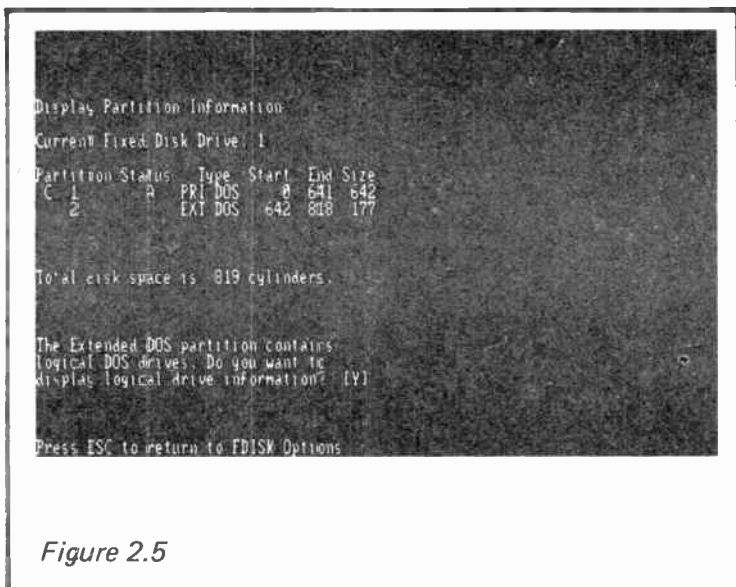 Display Partition Information
Current Fixed Disk Drive: 1
Partition Status Type Start End Size
C 1 A PRI DOS 0 641 642
2 EXT DOS 642 818 177
Total disk space is 819 cylinders.
The Extended DOS partition contains
logical DOS drives. Do you want to
display logical drive information? [Y]
Press ESC to return to FDISK Options
Figure 2.5